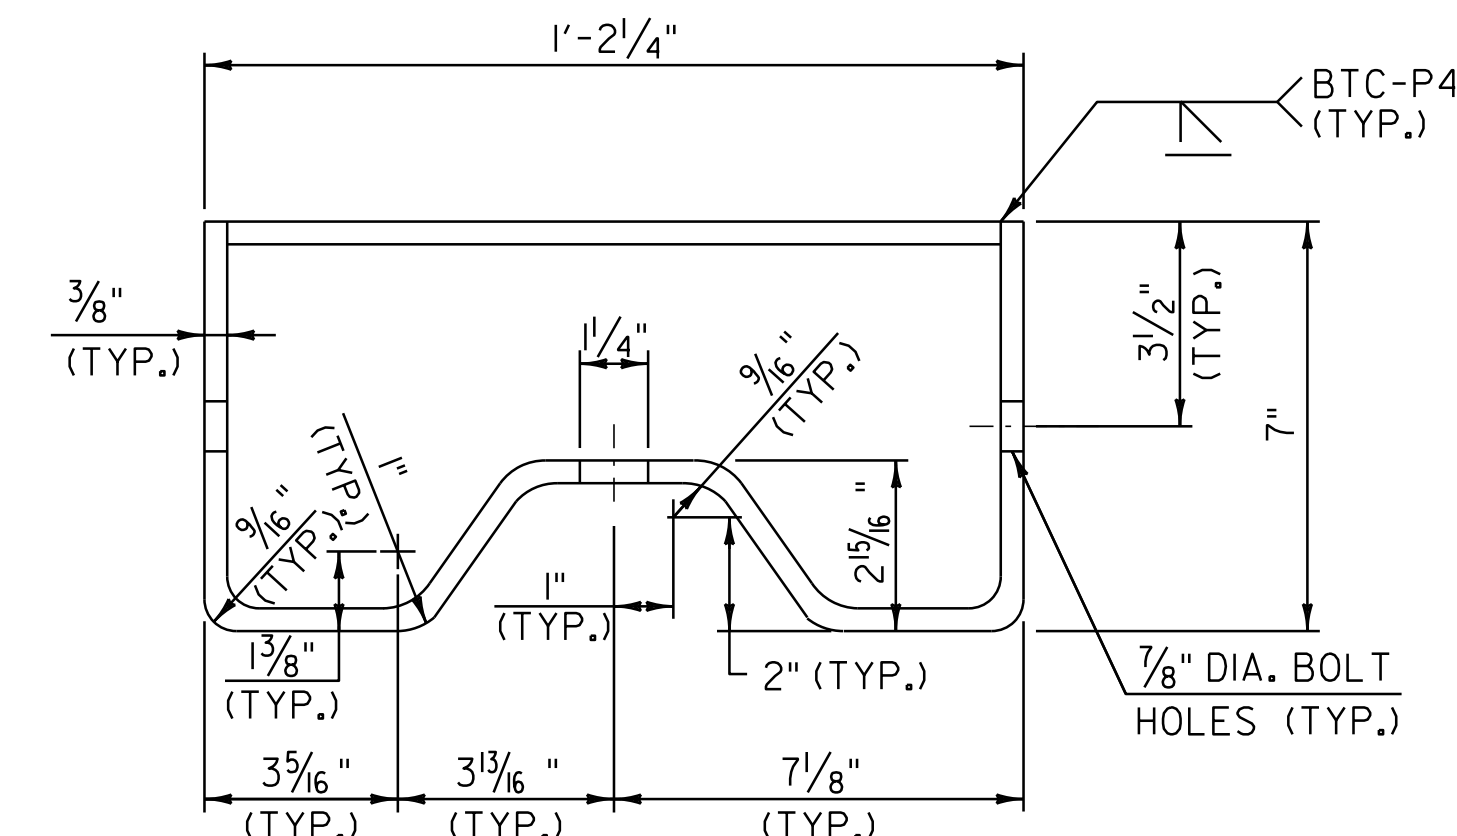 1'-2 1/4"
BTC-P4
(TYP.)
3/8"
(TYP.)
1 1/4"
9/16"
(TYP.)
3 1/2"
(TYP.)
7"
1"
(TYP.)
9/16"
(TYP.)
2 15/16"
1"
(TYP.)
1 3/8"
(TYP.)
2" (TYP.)
7/8" DIA. BOLT
HOLES (TYP.)
3 5/16"
(TYP.)
3 13/16"
(TYP.)
7 1/8"
(TYP.)